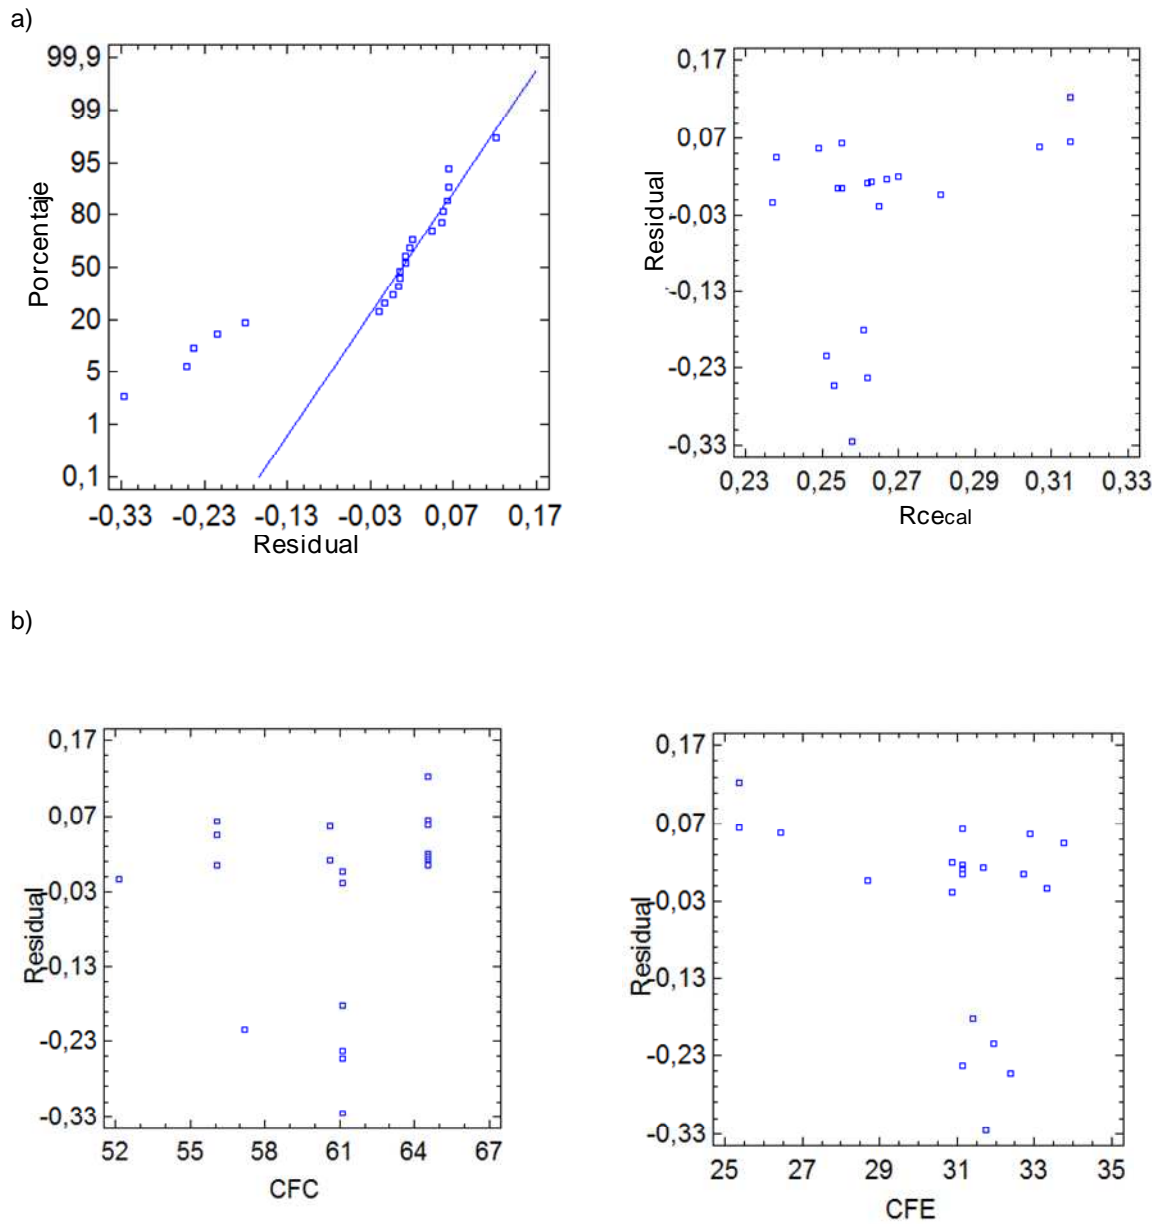 a)
99,9
99
95
80
50
20
5
1
0,1
Porcentaje
-0,33 -0,23 -0,13 -0,03 0,07 0,17
Residual
0,17
0,07
-0,03
-0,13
-0,23
-0,33
Residual
0,23 0,25 0,27 0,29 0,31 0,33
Rcecal
b)
0,17
0,07
-0,03
-0,13
-0,23
-0,33
Residual
52 55 58 61 64 67
CFC
0,17
0,07
-0,03
-0,13
-0,23
-0,33
Residual
25 27 29 31 33 35
CFE